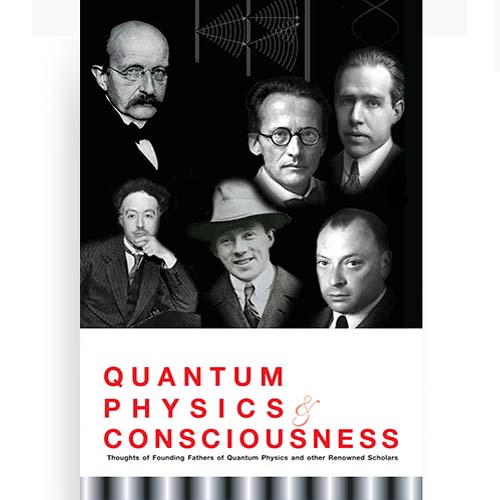 QUANTUM
PHYSICS &
CONSCIOUSNESS
Thoughts of Founding Fathers of Quantum Physics and other Renowned Scholars